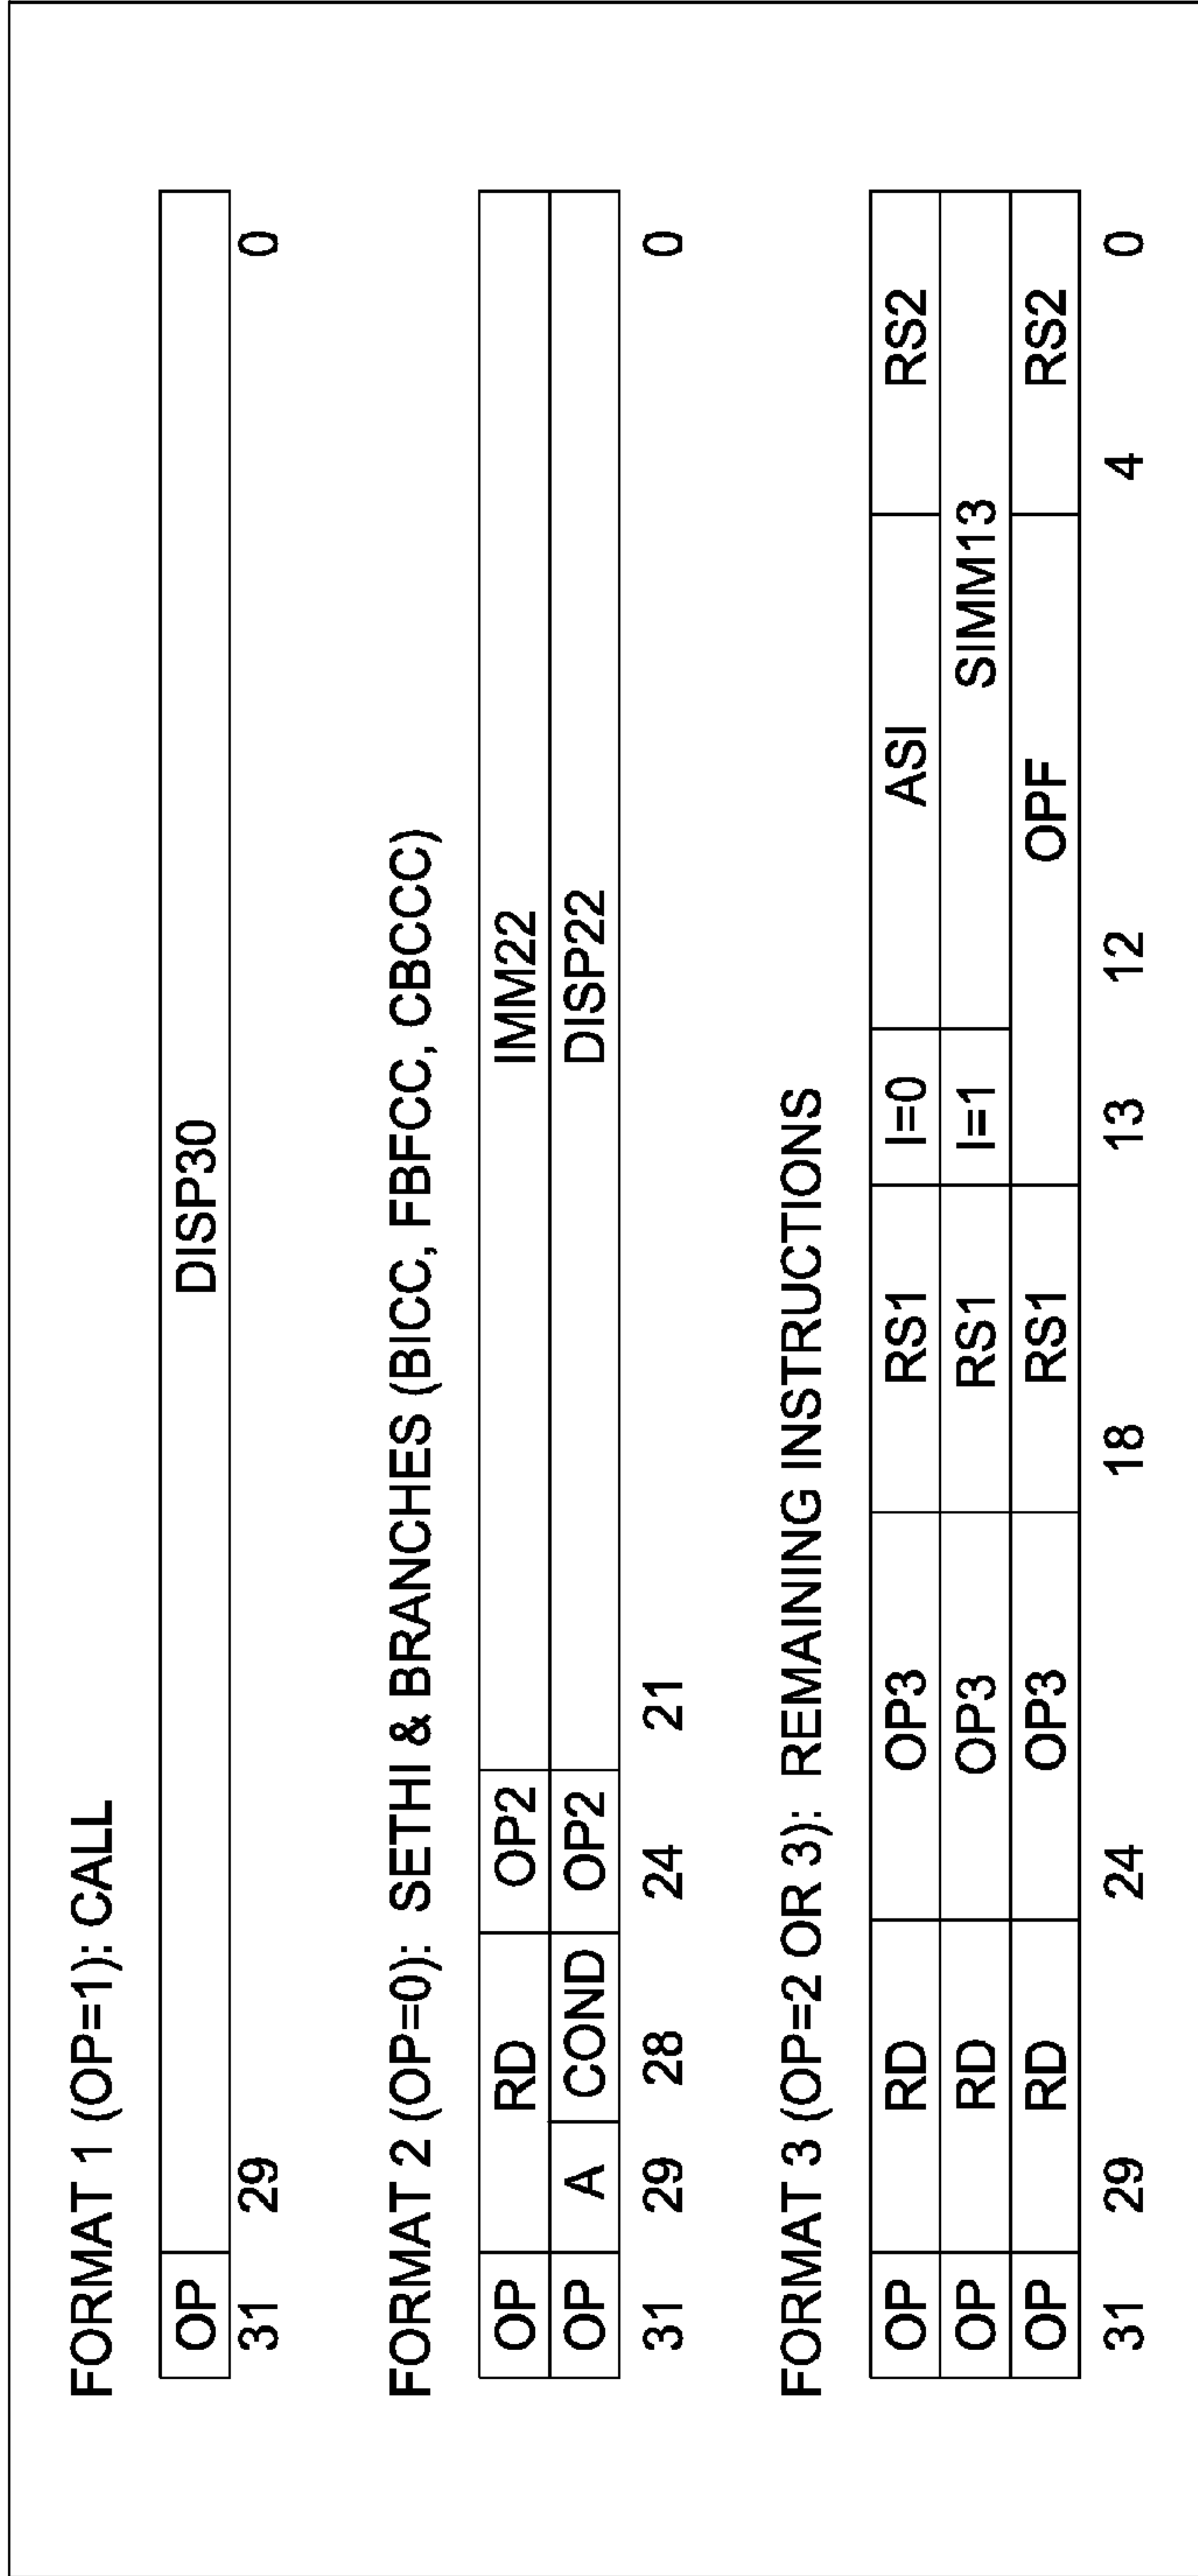 FORMAT 1 (OP=1): CALL
OP DISP30
31 29 0
FORMAT 2 (OP=0): SETHI & BRANCHES (BICC, FBFCC, CBCCC)
OP RD OP2 IMM22
OP A COND OP2 DISP22
31 29 28 24 21 0
FORMAT 3 (OP=2 OR 3): REMAINING INSTRUCTIONS
OP RD OP3 RS1 I=0 ASI RS2
OP RD OP3 RS1 I=1 SIMM13
OP RD OP3 RS1 OPF RS2
31 29 24 18 13 12 4 0